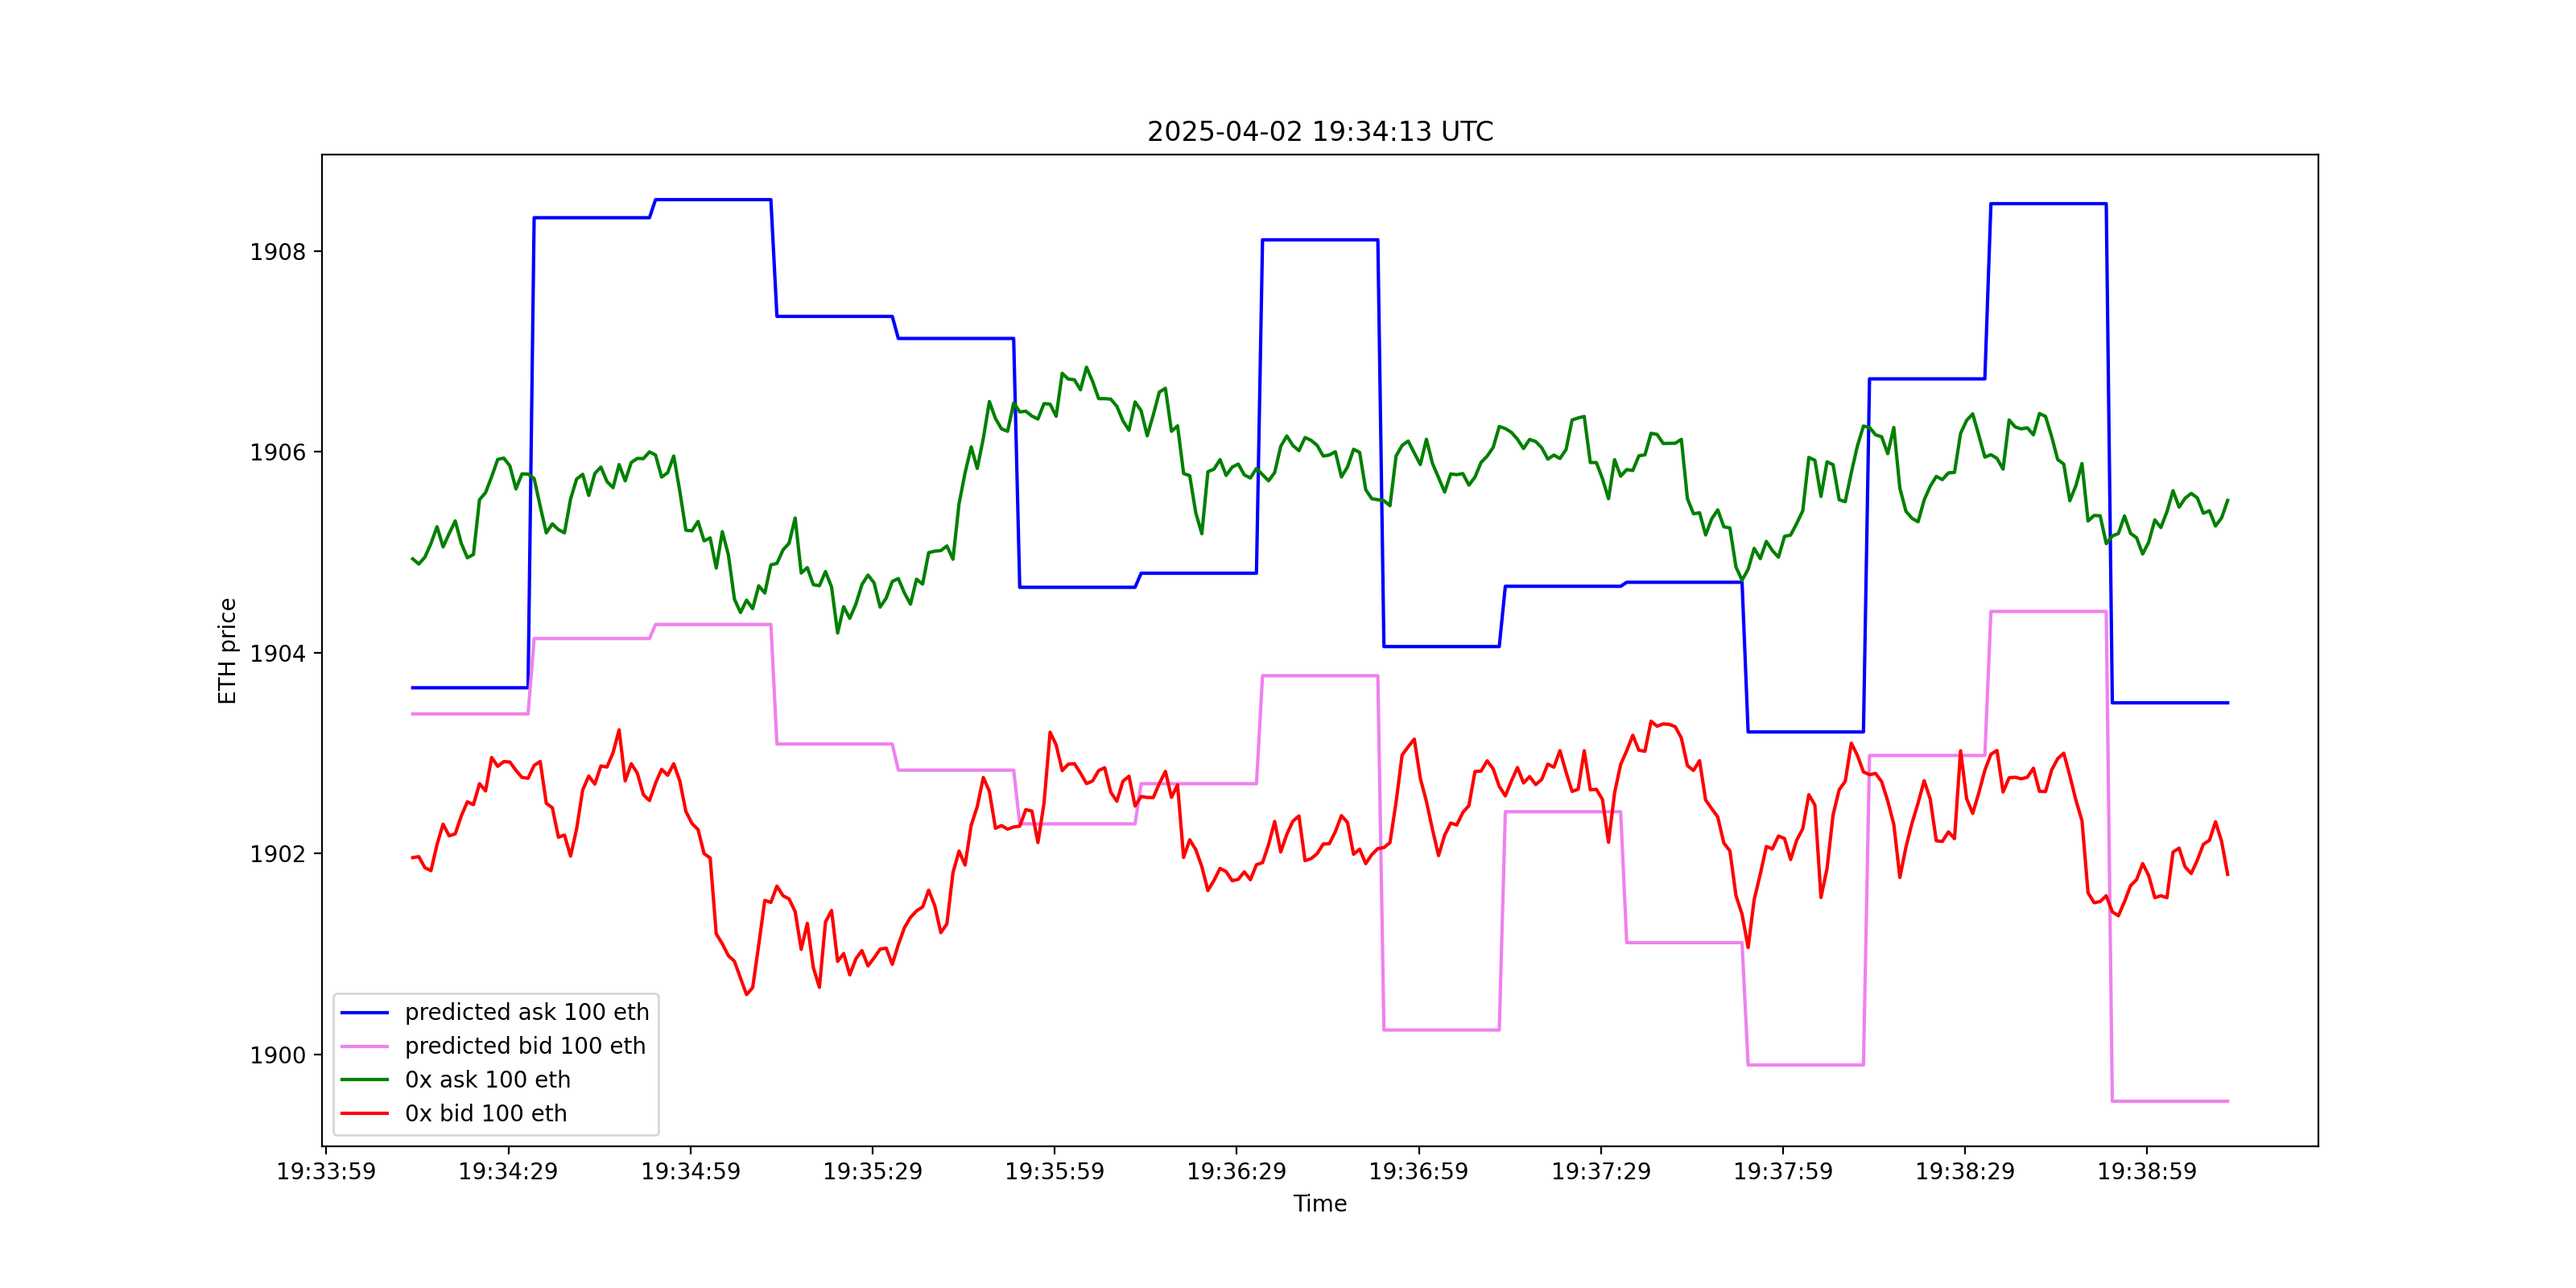 2025-04-02 19:34:13 UTC
1908
1906
1904
1902
1900
ETH price
predicted ask 100 eth
predicted bid 100 eth
0x ask 100 eth
0x bid 100 eth
19:33:59 19:34:29 19:34:59 19:35:29 19:35:59 19:36:29 19:36:59 19:37:29 19:37:59 19:38:29 19:38:59
Time